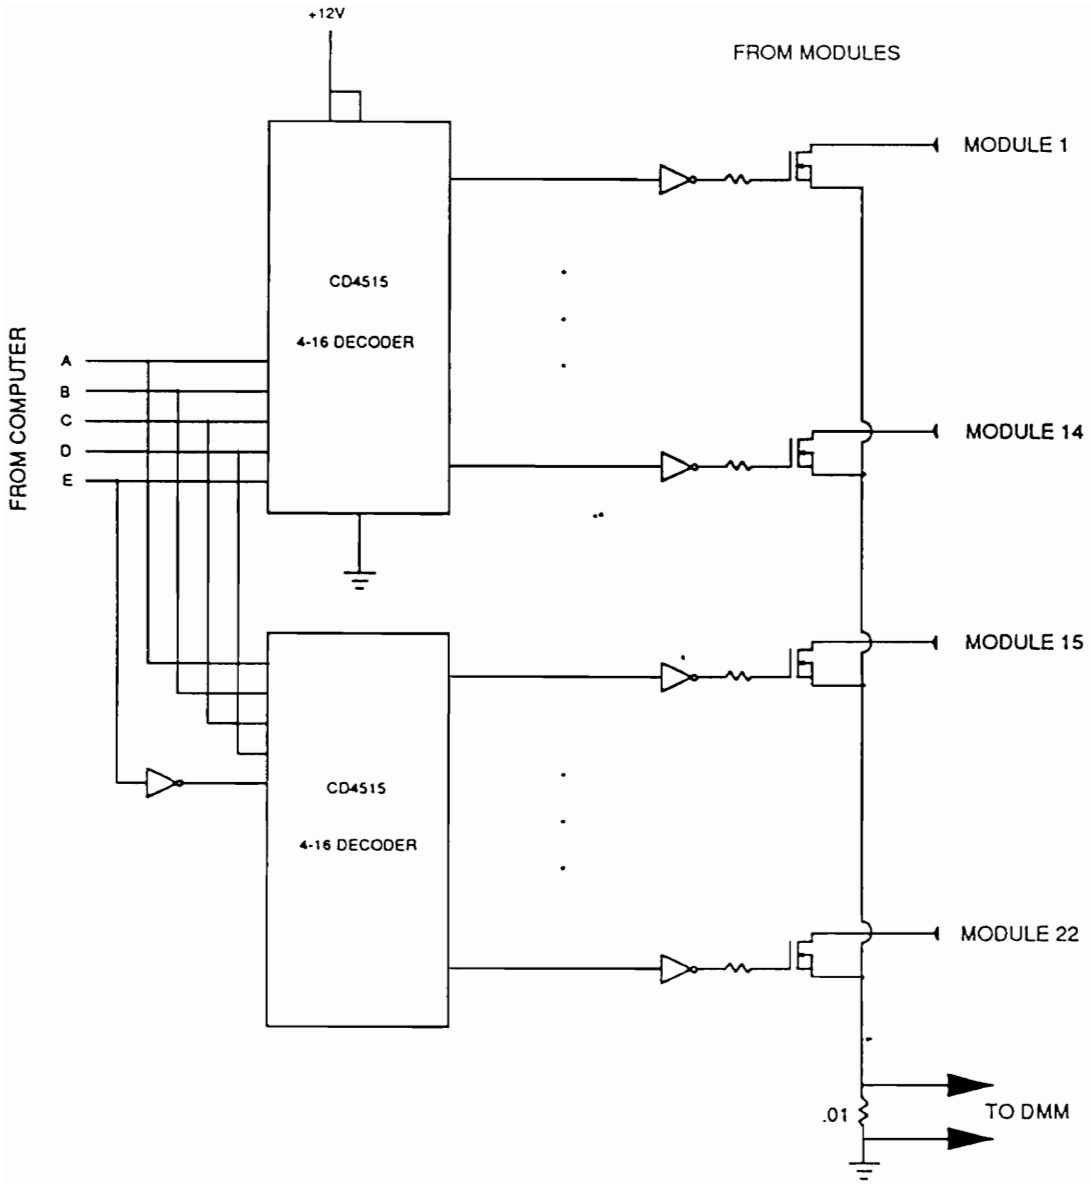 +12V
FROM MODULES
MODULE 1
CD4515
4-16 DECODER
FROM COMPUTER
A
B
C
D
E
MODULE 14
MODULE 15
CD4515
4-16 DECODER
MODULE 22
.01
TO DMM